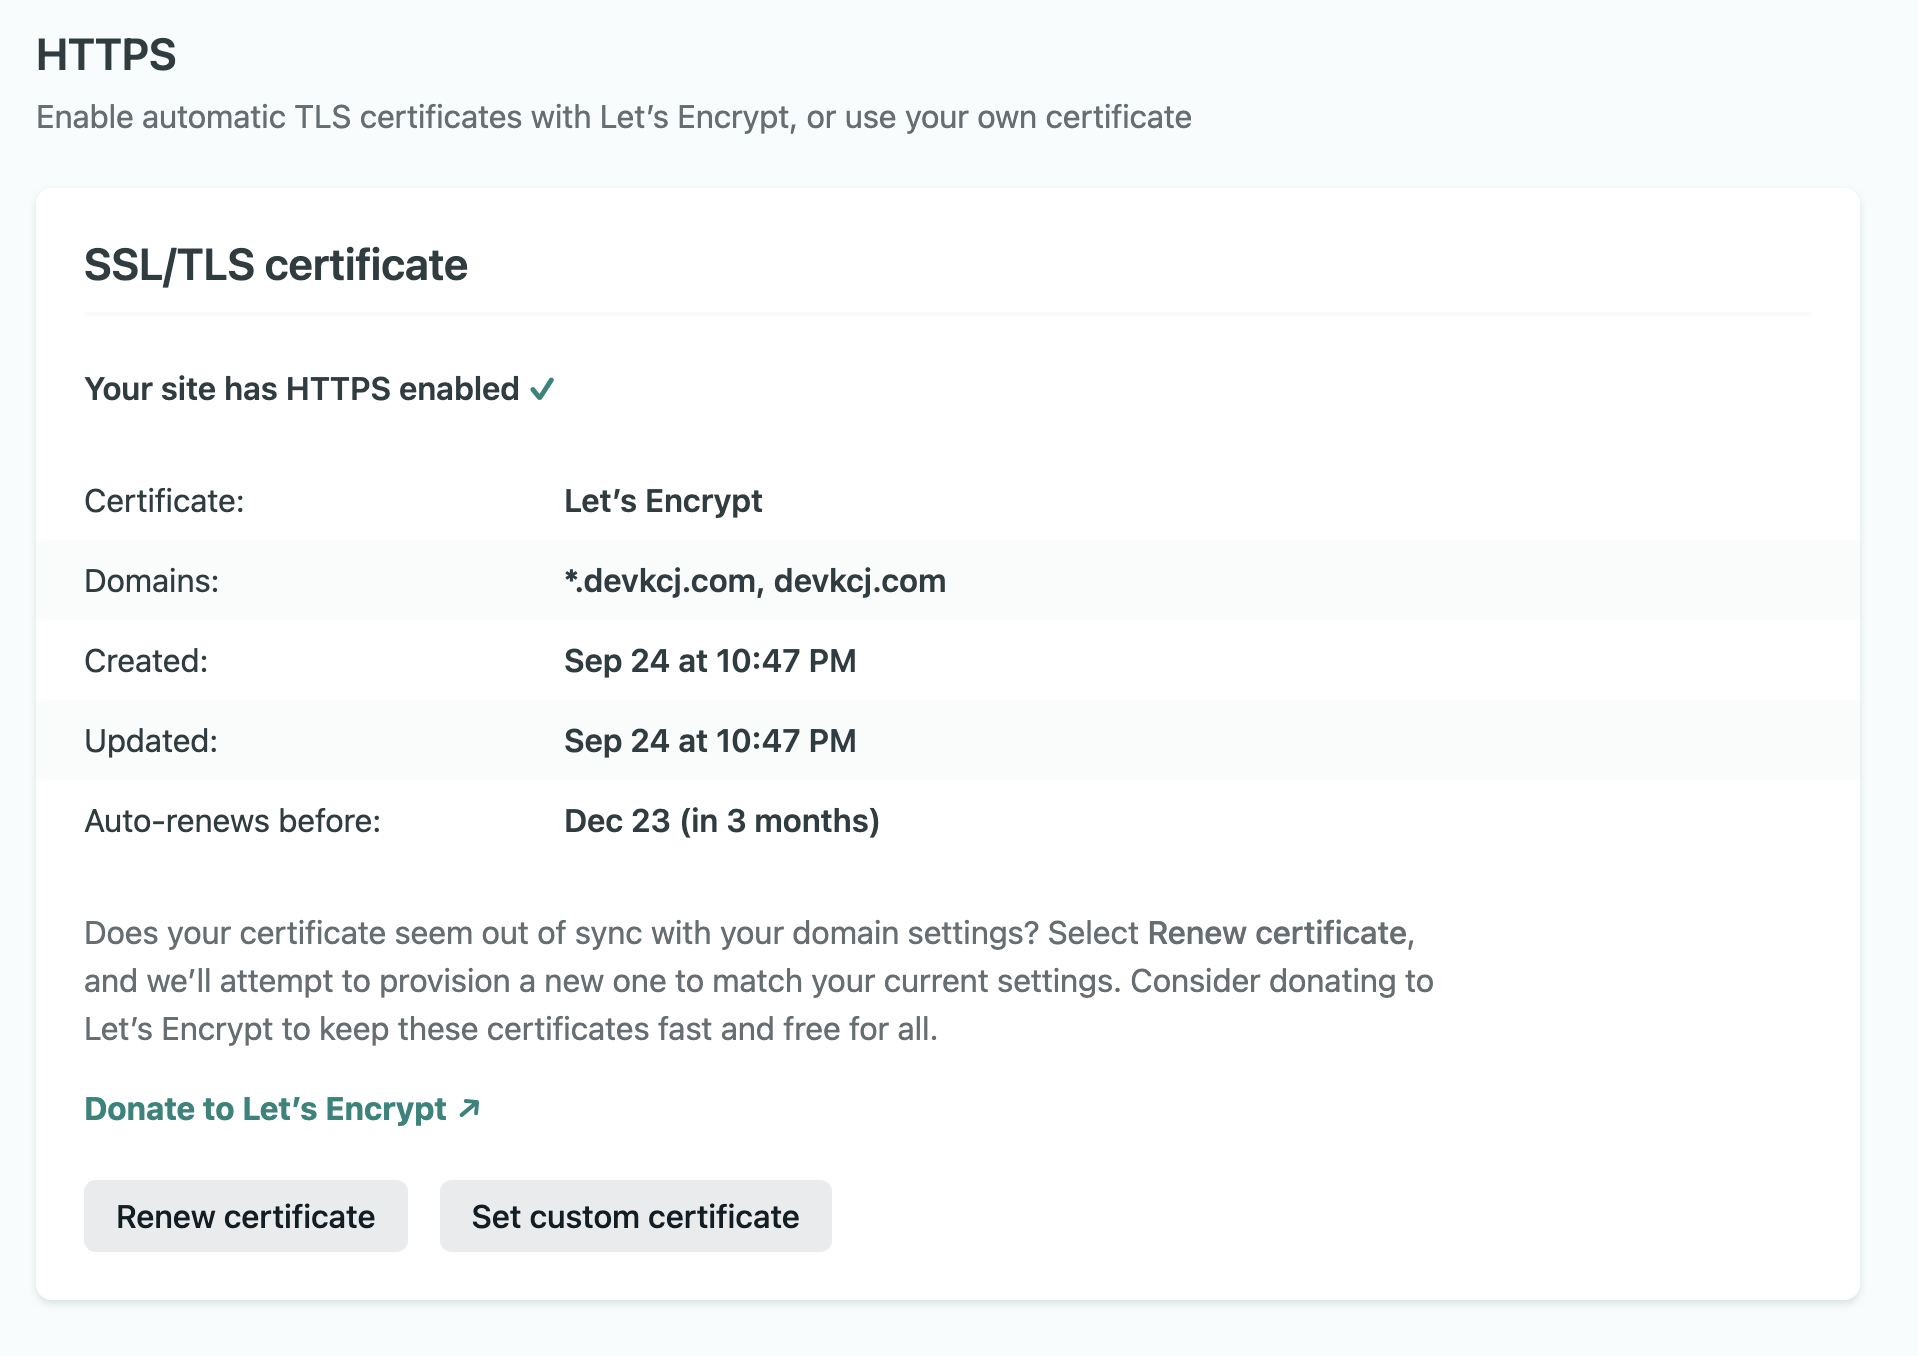 HTTPS
Enable automatic TLS certificates with Let’s Encrypt, or use your own certificate
SSL/TLS certificate
Your site has HTTPS enabled ✓
Certificate: Let’s Encrypt
Domains: *.devkcj.com, devkcj.com
Created: Sep 24 at 10:47 PM
Updated: Sep 24 at 10:47 PM
Auto-renews before: Dec 23 (in 3 months)
Does your certificate seem out of sync with your domain settings? Select Renew certificate,
and we’ll attempt to provision a new one to match your current settings. Consider donating to
Let’s Encrypt to keep these certificates fast and free for all.
Donate to Let’s Encrypt ↗
Renew certificate Set custom certificate